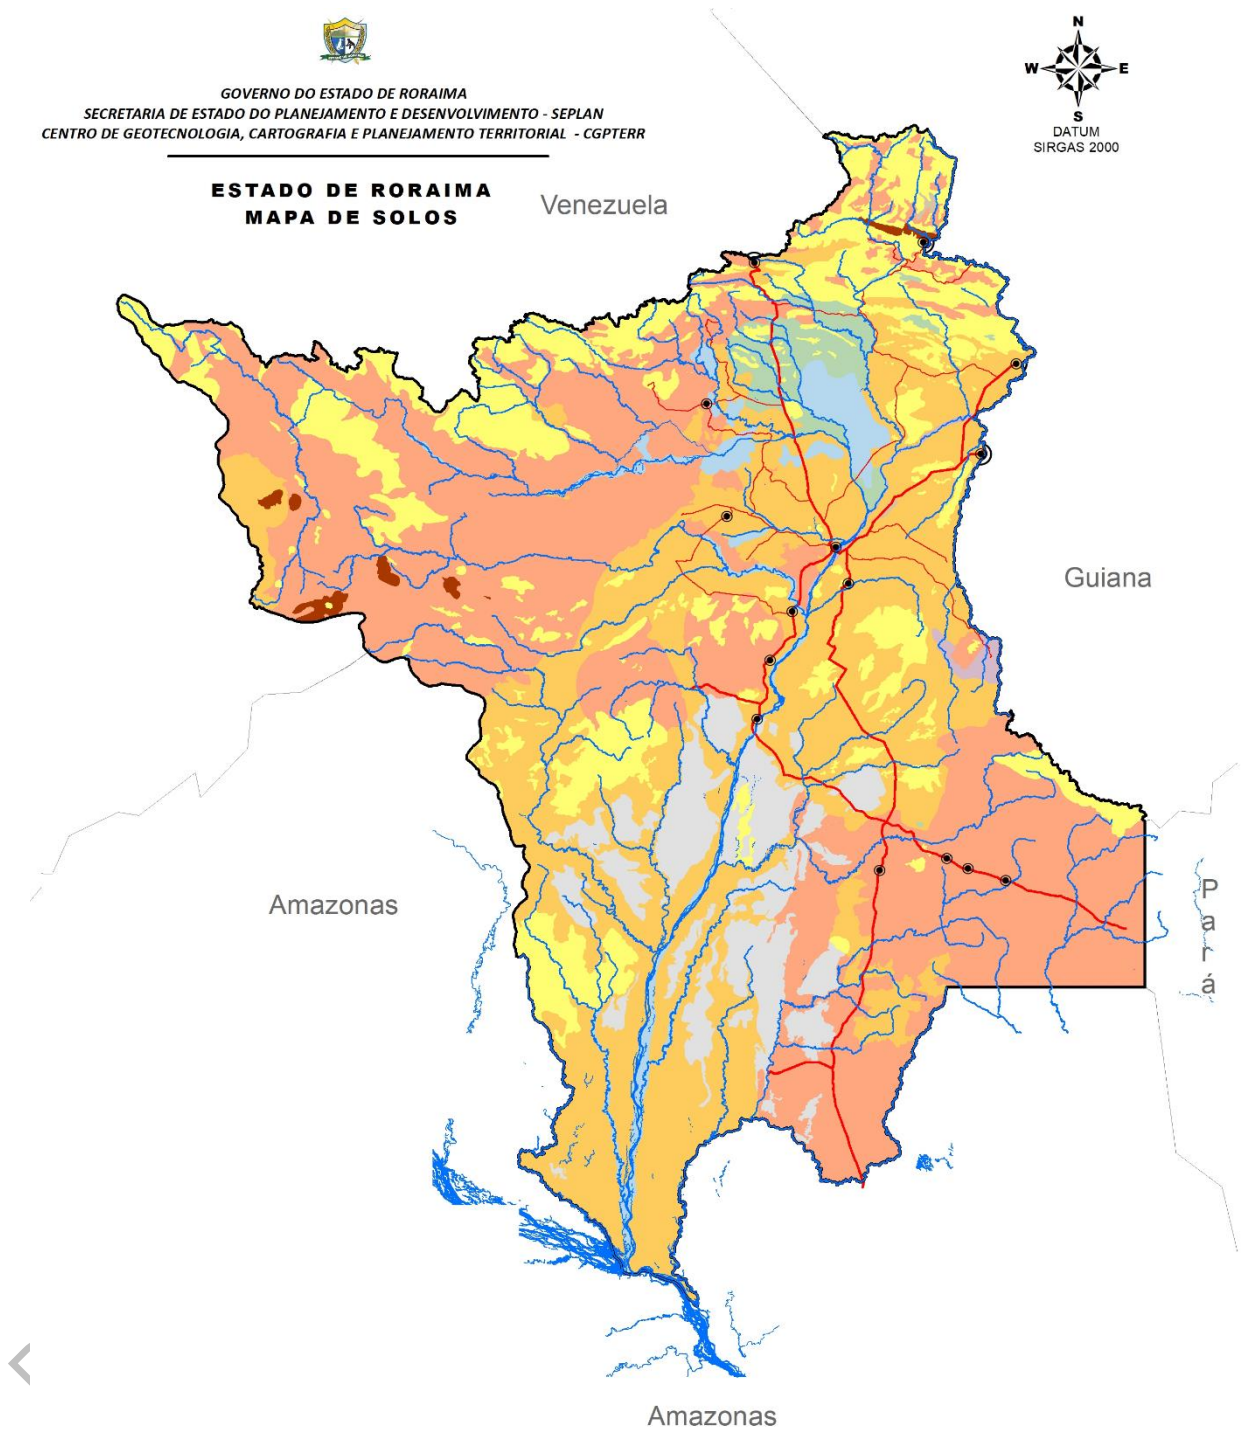 N
W E
S
DATUM
SIRGAS 2000
GOVERNO DO ESTADO DE RORAIMA
SECRETARIA DE ESTADO DO PLANEJAMENTO E DESENVOLVIMENTO - SEPLAN
CENTRO DE GEOTECNOLOGIA, CARTOGRAFIA E PLANEJAMENTO TERRITORIAL - CGPTERR
ESTADO DE RORAIMA
MAPA DE SOLOS
Venezuela
Guiana
Amazonas
Pará
Amazonas